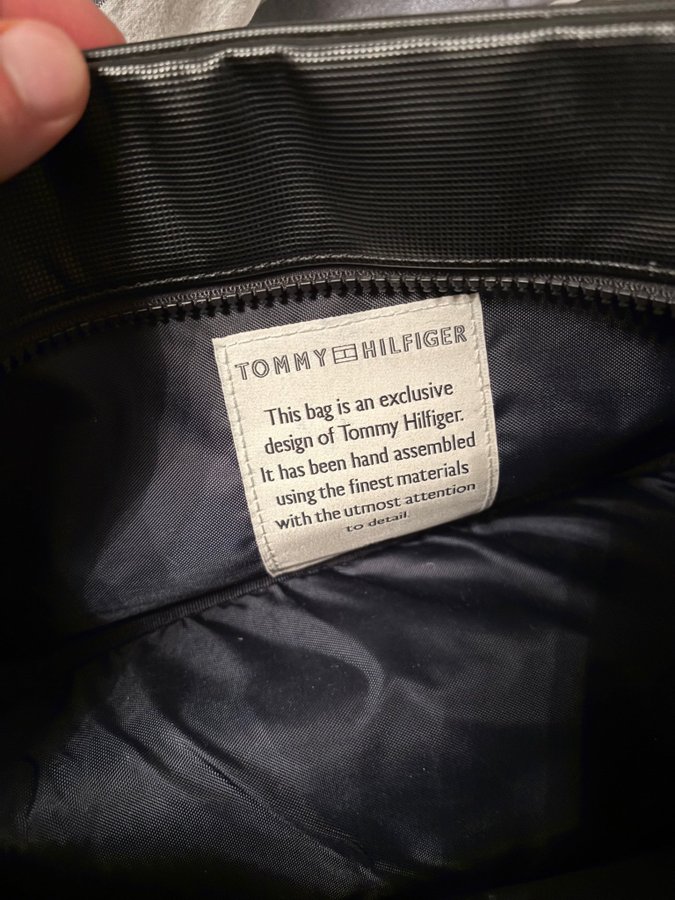 TOMMY HILFIGER
This bag is an exclusive
design of Tommy Hilfiger.
It has been hand assembled
using the finest materials
with the utmost attention
to detail.